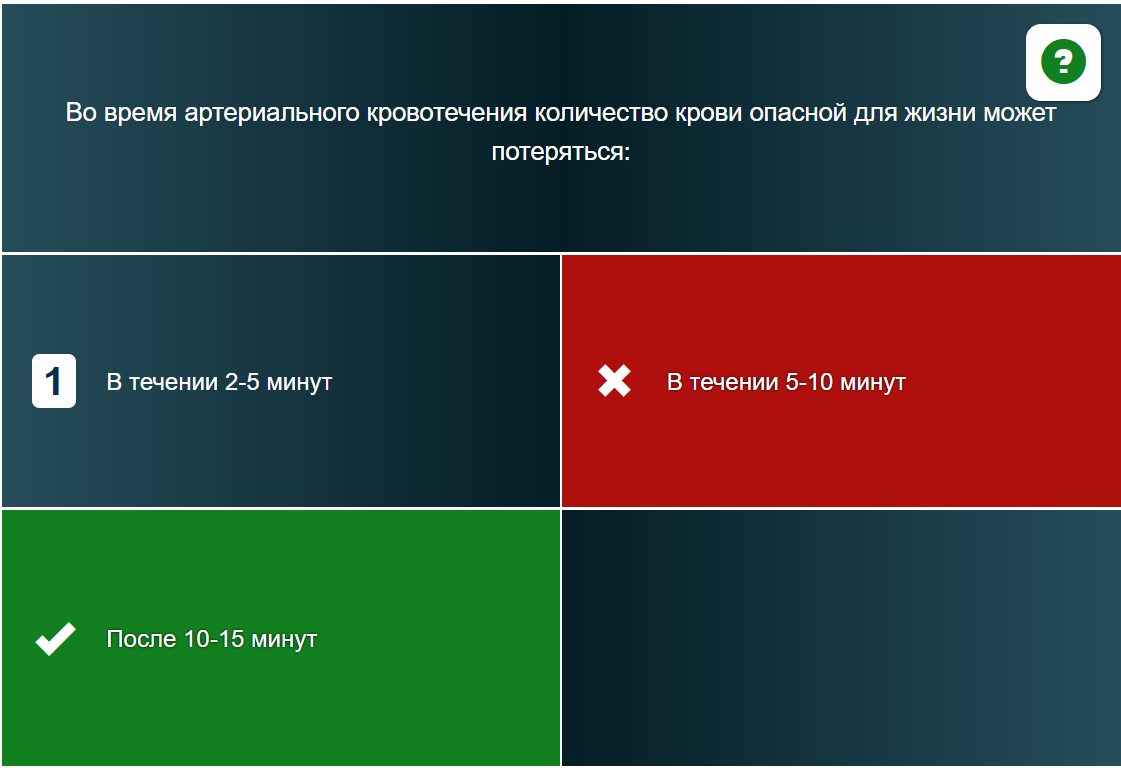 ?
Во время артериального кровотечения количество крови опасной для жизни может
потеряться:
1 В течении 2-5 минут
В течении 5-10 минут
После 10-15 минут